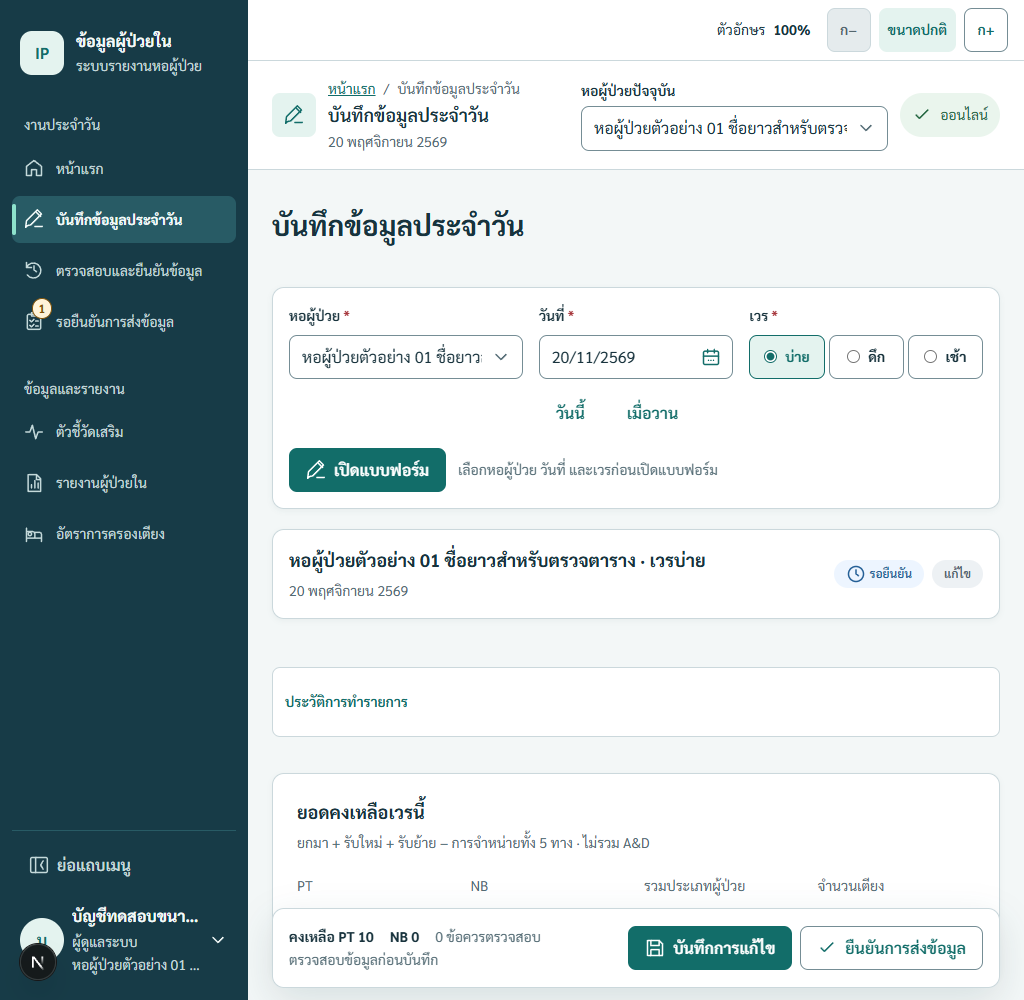 IP
ข้อมูลผู้ป่วยใน
ระบบรายงานหอผู้ป่วย
งานประจำวัน
หน้าแรก
บันทึกข้อมูลประจำวัน
ตรวจสอบและยืนยันข้อมูล
1
รอยืนยันการส่งข้อมูล
ข้อมูลและรายงาน
ตัวชี้วัดเสริม
รายงานผู้ป่วยใน
อัตราการครองเตียง
ย่อแถบเมนู
บัญชีทดสอบขนา...
ผู้ดูแลระบบ
หอผู้ป่วยตัวอย่าง 01 ...
N
ตัวอักษร 100% ก− ขนาดปกติ ก+
หน้าแรก / บันทึกข้อมูลประจำวัน
บันทึกข้อมูลประจำวัน
20 พฤศจิกายน 2569
หอผู้ป่วยปัจจุบัน
หอผู้ป่วยตัวอย่าง 01 ชื่อยาวสำหรับตรวจ
ออนไลน์
บันทึกข้อมูลประจำวัน
หอผู้ป่วย * วันที่ * เวร *
หอผู้ป่วยตัวอย่าง 01 ชื่อยาว 20/11/2569 บ่าย ดึก เช้า
วันนี้ เมื่อวาน
เปิดแบบฟอร์ม เลือกหอผู้ป่วย วันที่ และเวรก่อนเปิดแบบฟอร์ม
หอผู้ป่วยตัวอย่าง 01 ชื่อยาวสำหรับตรวจตาราง · เวรบ่าย
20 พฤศจิกายน 2569
รอยืนยัน แก้ไข
ประวัติการทำรายการ
ยอดคงเหลือเวรนี้
ยกมา + รับใหม่ + รับย้าย − การจำหน่ายทั้ง 5 ทาง · ไม่รวม A&D
PT NB รวมประเภทผู้ป่วย จำนวนเตียง
คงเหลือ PT 10 NB 0 0 ข้อควรตรวจสอบ
ตรวจสอบข้อมูลก่อนบันทึก
บันทึกการแก้ไข ยืนยันการส่งข้อมูล